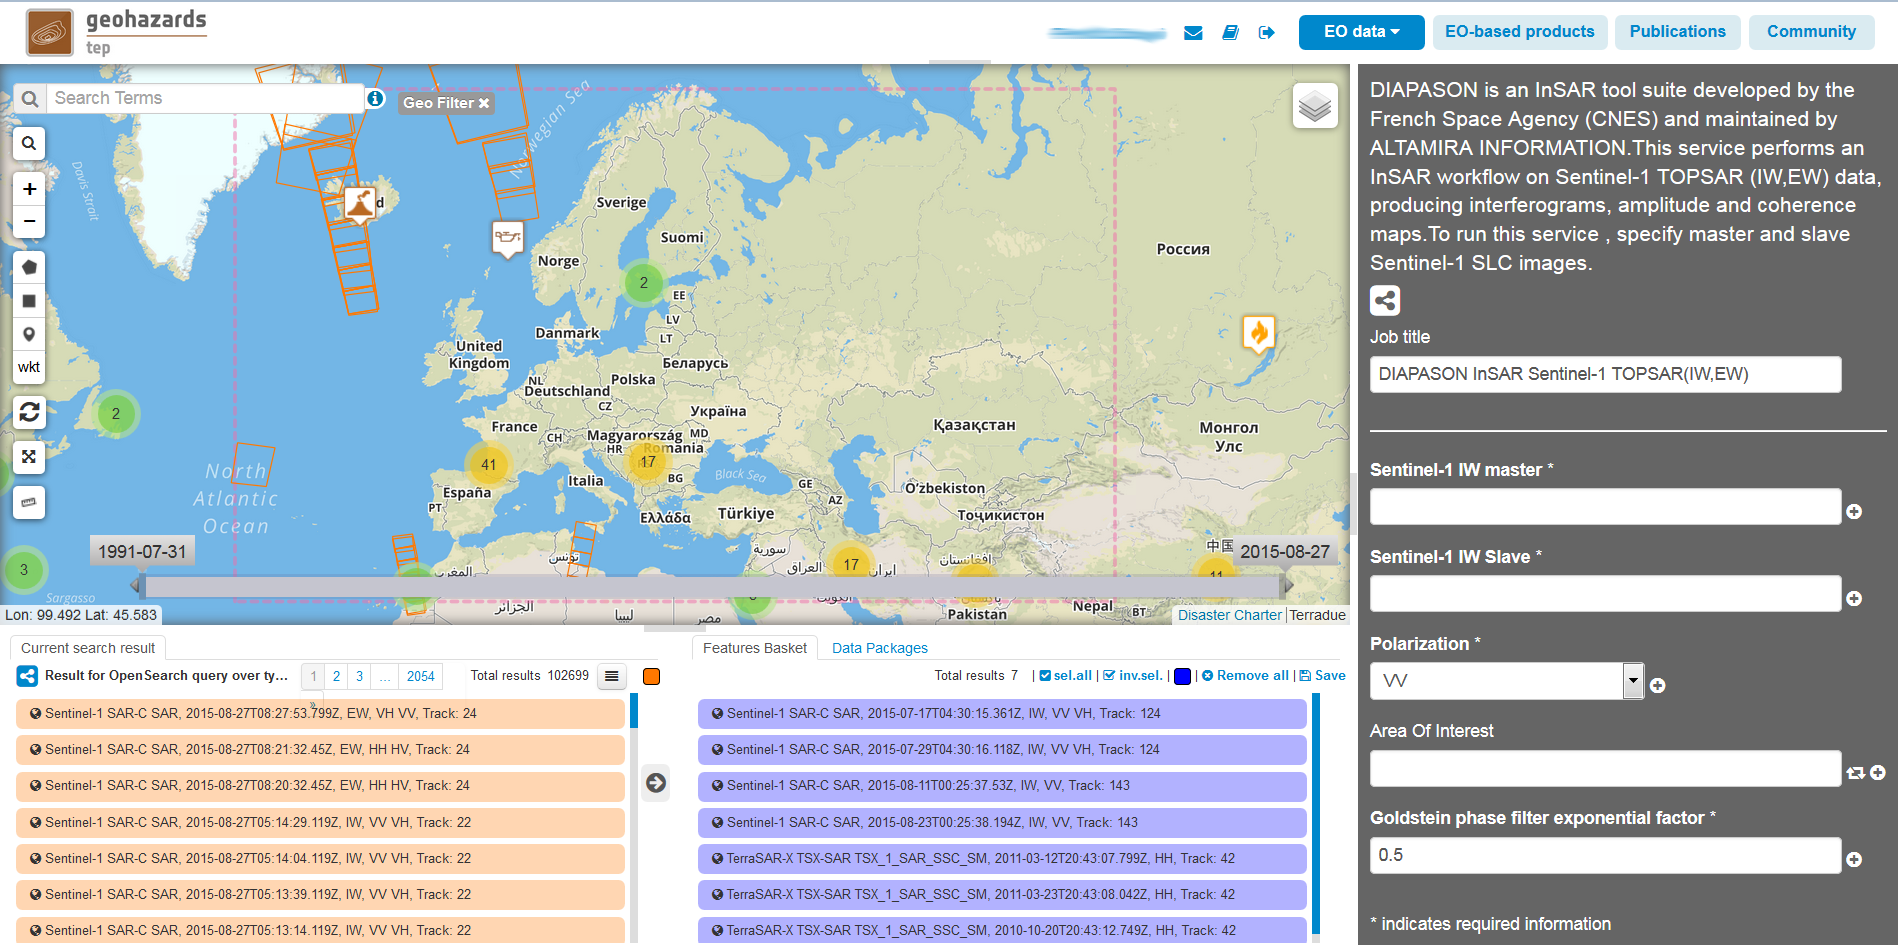 geohazards
tep
EO data
EO-based products
Publications
Community
Search Terms
Geo Filter
wkt
Davis Strait
Norwegian Sea
Sverige
Suomi
Norge
Россия
2
EE
LV
LT
Danmark
United
Kingdom
Беларусь
NL
Polska
Deutschland
CZ
Україна
France
CH
Magyarország
MD
HR
Romania
Қазақстан
Монгол
Улс
2
41
17
North
Atlantic
Ocean
Italia
BG
Black Sea
GE
AZ
España
PT
Ελλάδα
Türkiye
O'zbekiston
Тоҷикистон
تونس
سورية
العراق
ایران
افغانستان
中国
المغرب
17
11
3
Sargasso
1991-07-31
2015-08-27
الجزائر
ليبيا
مصر
الكويت
پاکستان
Pakistan
Nepal
BT
Lon: 99.492 Lat: 45.583
Disaster Charter | Terradue
Current search result
Result for OpenSearch query over ty...
1 2 3 ... 2054
Total results 102699
»
Sentinel-1 SAR-C SAR, 2015-08-27T08:27:53.799Z, EW, VH VV, Track: 24
Sentinel-1 SAR-C SAR, 2015-08-27T08:21:32.45Z, EW, HH HV, Track: 24
Sentinel-1 SAR-C SAR, 2015-08-27T08:20:32.45Z, EW, HH HV, Track: 24
Sentinel-1 SAR-C SAR, 2015-08-27T05:14:29.119Z, IW, VV VH, Track: 22
Sentinel-1 SAR-C SAR, 2015-08-27T05:14:04.119Z, IW, VV VH, Track: 22
Sentinel-1 SAR-C SAR, 2015-08-27T05:13:39.119Z, IW, VV VH, Track: 22
Sentinel-1 SAR-C SAR, 2015-08-27T05:13:14.119Z, IW, VV VH, Track: 22
Features Basket
Data Packages
Total results 7 | sel.all | inv.sel. | | Remove all | Save
Sentinel-1 SAR-C SAR, 2015-07-17T04:30:15.361Z, IW, VV VH, Track: 124
Sentinel-1 SAR-C SAR, 2015-07-29T04:30:16.118Z, IW, VV VH, Track: 124
Sentinel-1 SAR-C SAR, 2015-08-11T00:25:37.53Z, IW, VV, Track: 143
Sentinel-1 SAR-C SAR, 2015-08-23T00:25:38.194Z, IW, VV, Track: 143
TerraSAR-X TSX-SAR TSX_1_SAR_SSC_SM, 2011-03-12T20:43:07.799Z, HH, Track: 42
TerraSAR-X TSX-SAR TSX_1_SAR_SSC_SM, 2011-03-23T20:43:08.042Z, HH, Track: 42
TerraSAR-X TSX-SAR TSX_1_SAR_SSC_SM, 2010-10-20T20:43:12.749Z, HH, Track: 42
DIAPASON is an InSAR tool suite developed by the
French Space Agency (CNES) and maintained by
ALTAMIRA INFORMATION.This service performs an
InSAR workflow on Sentinel-1 TOPSAR (IW,EW) data,
producing interferograms, amplitude and coherence
maps.To run this service , specify master and slave
Sentinel-1 SLC images.
Job title
DIAPASON InSAR Sentinel-1 TOPSAR(IW,EW)
Sentinel-1 IW master *
Sentinel-1 IW Slave *
Polarization *
VV
Area Of Interest
Goldstein phase filter exponential factor *
0.5
* indicates required information